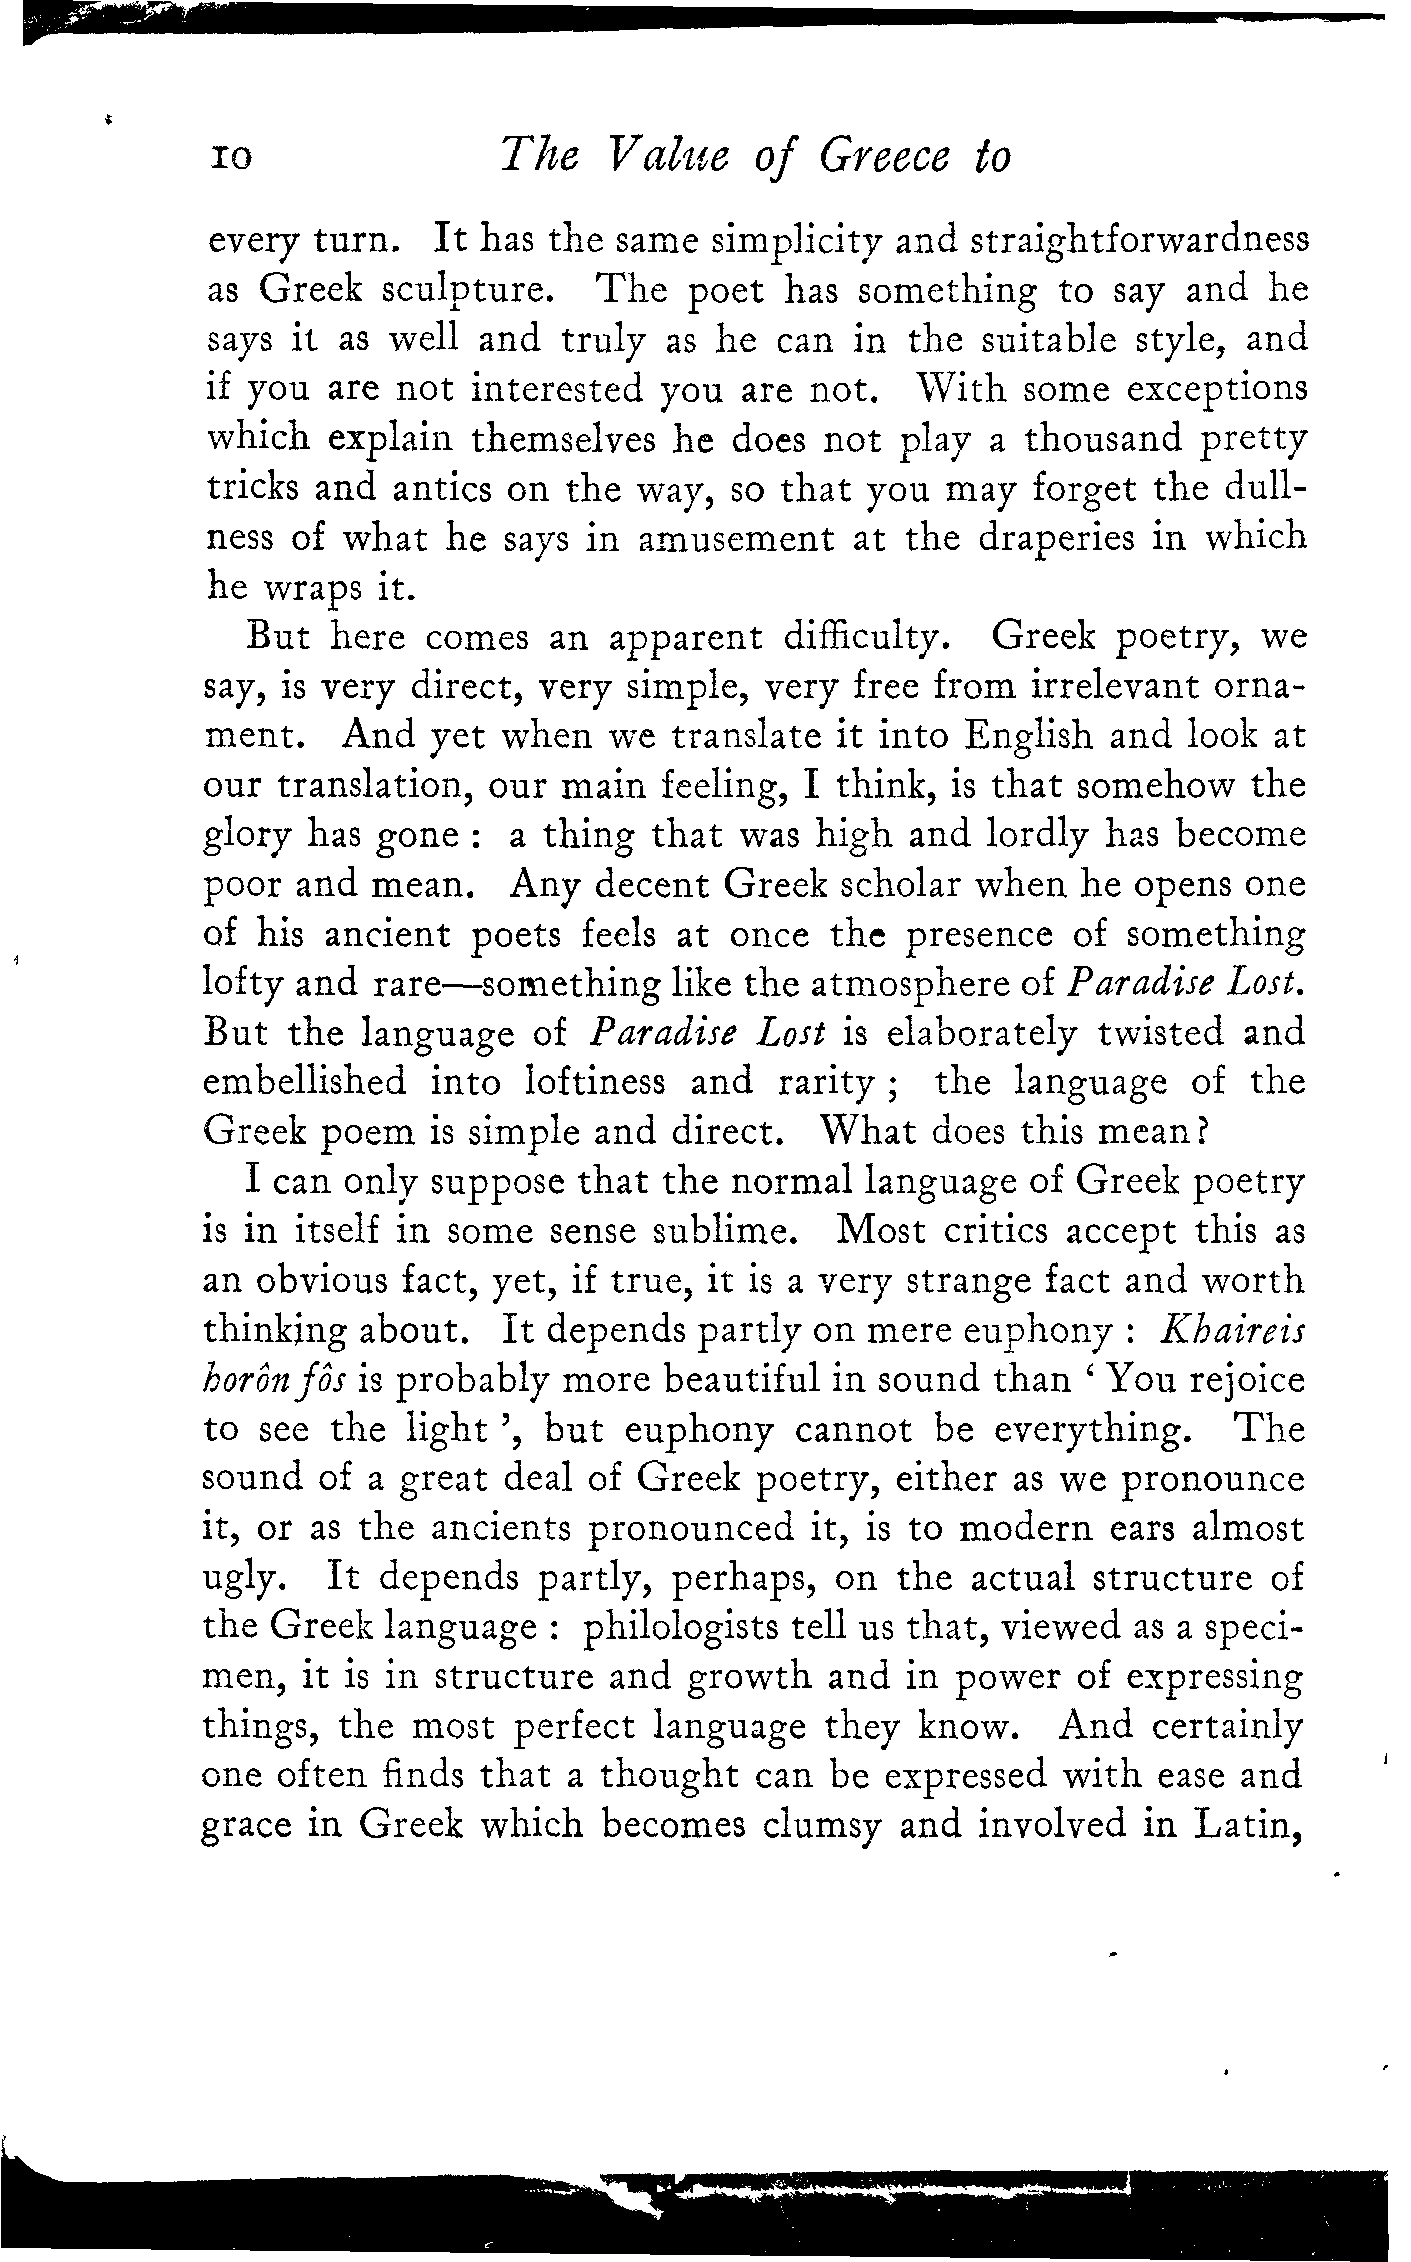 10 The Value of Greece to
every turn. It has the same simplicity and straightforwardness
as Greek sculpture. The poet has something to say and he
says it as well and truly as he can in the suitable style, and
if you are not interested you are not. With some exceptions
which explain themselves he does not play a thousand pretty
tricks and antics on the way, so that you may forget the dull-
ness of what he says in amusement at the draperies in which
he wraps it.
But here comes an apparent difficulty. Greek poetry, we
say, is very direct, very simple, very free from irrelevant orna-
ment. And yet when we translate it into English and look at
our translation, our main feeling, I think, is that somehow the
glory has gone : a thing that was high and lordly has become
poor and mean. Any decent Greek scholar when he opens one
of his ancient poets feels at once the presence of something
lofty and rare—something like the atmosphere of Paradise Lost.
But the language of Paradise Lost is elaborately twisted and
embellished into loftiness and rarity ; the language of the
Greek poem is simple and direct. What does this mean?
I can only suppose that the normal language of Greek poetry
is in itself in some sense sublime. Most critics accept this as
an obvious fact, yet, if true, it is a very strange fact and worth
thinking about. It depends partly on mere euphony : Khaireis
horôn fôs is probably more beautiful in sound than ‘ You rejoice
to see the light ’, but euphony cannot be everything. The
sound of a great deal of Greek poetry, either as we pronounce
it, or as the ancients pronounced it, is to modern ears almost
ugly. It depends partly, perhaps, on the actual structure of
the Greek language : philologists tell us that, viewed as a speci-
men, it is in structure and growth and in power of expressing
things, the most perfect language they know. And certainly
one often finds that a thought can be expressed with ease and
grace in Greek which becomes clumsy and involved in Latin,